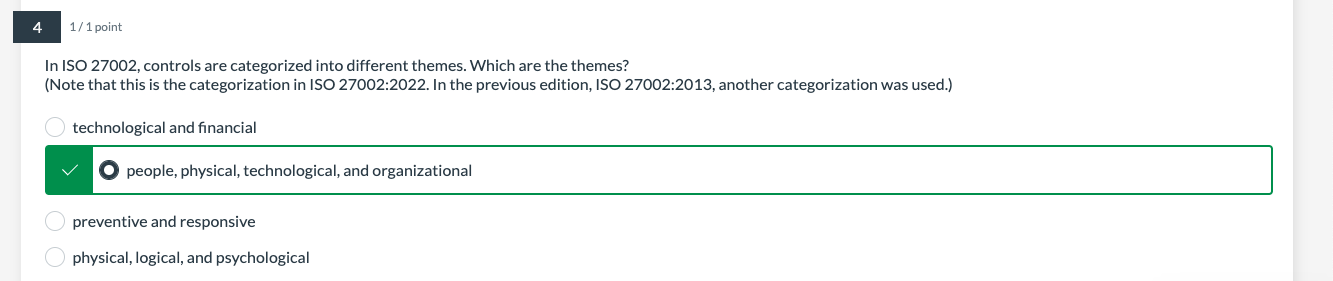 4
1 / 1 point
In ISO 27002, controls are categorized into different themes. Which are the themes?
(Note that this is the categorization in ISO 27002:2022. In the previous edition, ISO 27002:2013, another categorization was used.)
technological and financial
people, physical, technological, and organizational
preventive and responsive
physical, logical, and psychological